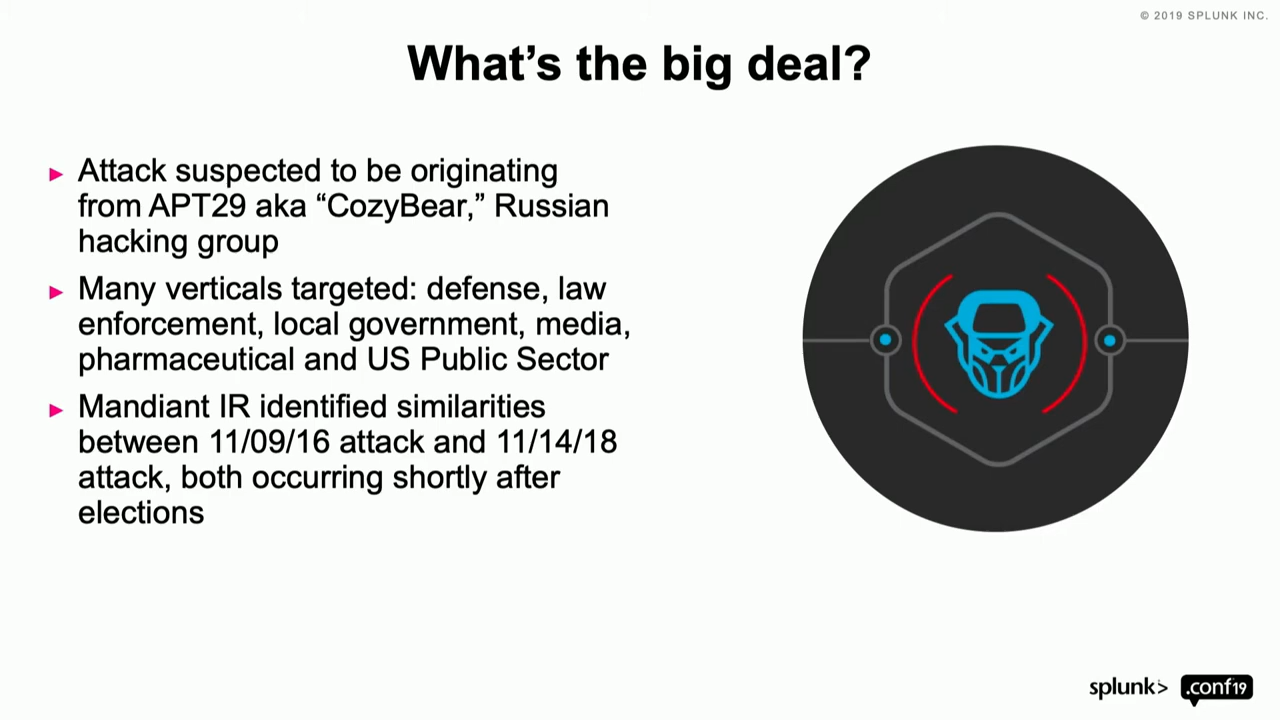 © 2019 SPLUNK INC.
What’s the big deal?
► Attack suspected to be originating
from APT29 aka “CozyBear,” Russian
hacking group
► Many verticals targeted: defense, law
enforcement, local government, media,
pharmaceutical and US Public Sector
► Mandiant IR identified similarities
between 11/09/16 attack and 11/14/18
attack, both occurring shortly after
elections
splunk> .conf19